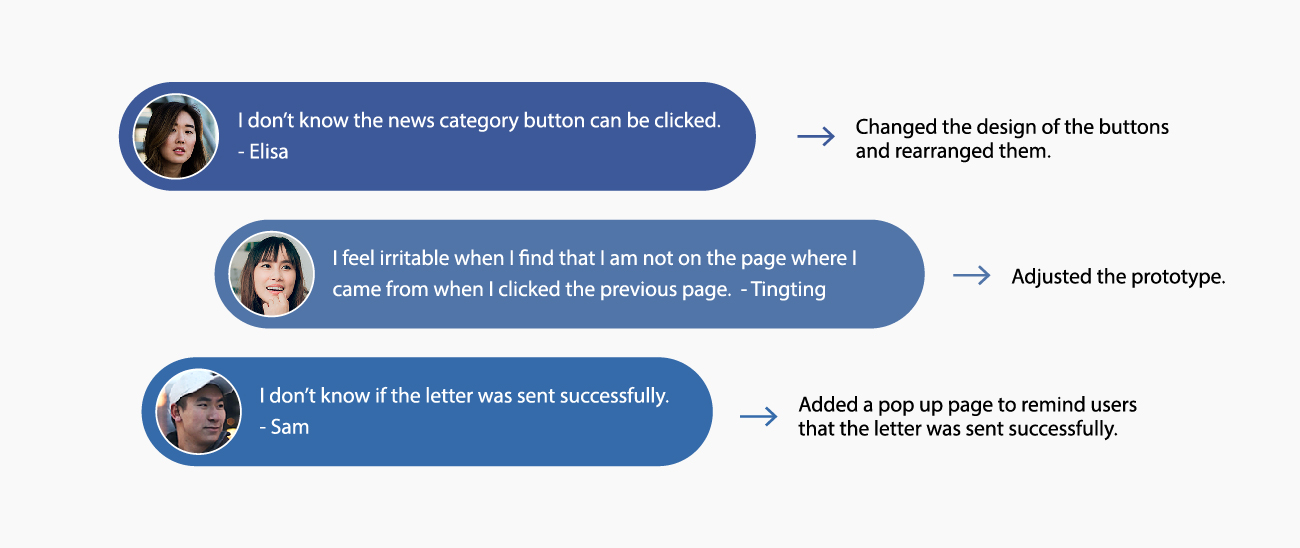 I don’t know the news category button can be clicked.
- Elisa
Changed the design of the buttons
and rearranged them.
I feel irritable when I find that I am not on the page where I
came from when I clicked the previous page.  - Tingting
Adjusted the prototype.
I don’t know if the letter was sent successfully.
- Sam
Added a pop up page to remind users
that the letter was sent successfully.